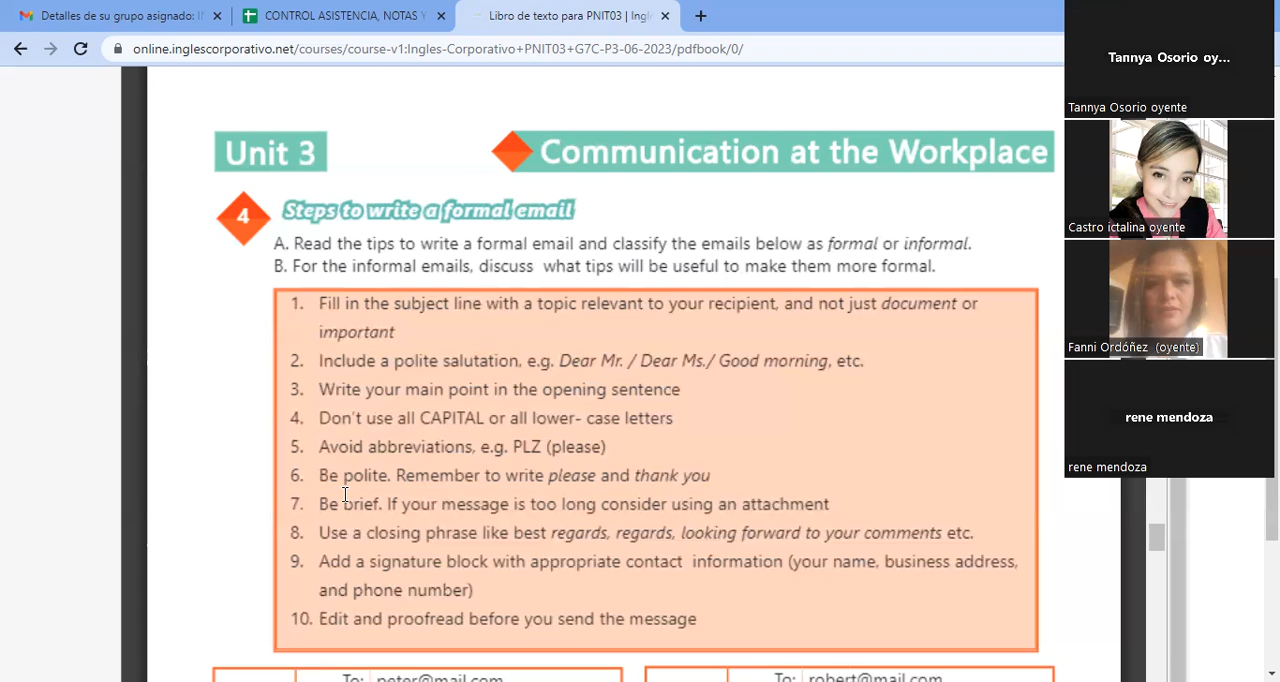 Detalles de su grupo asignado: II
CONTROL ASISTENCIA, NOTAS Y
Libro de texto para PNIT03 | Ingl
online.inglescorporativo.net/courses/course-v1:Ingles-Corporativo+PNIT03+G7C-P3-06-2023/pdfbook/0/
Unit 3
Communication at the Workplace
4
Steps to write a formal email
A. Read the tips to write a formal email and classify the emails below as formal or informal.
B. For the informal emails, discuss what tips will be useful to make them more formal.
1. Fill in the subject line with a topic relevant to your recipient, and not just document or
important
2. Include a polite salutation, e.g. Dear Mr. / Dear Ms./ Good morning, etc.
3. Write your main point in the opening sentence
4. Don't use all CAPITAL or all lower- case letters
5. Avoid abbreviations, e.g. PLZ (please)
6. Be polite. Remember to write please and thank you
7. Be brief. If your message is too long consider using an attachment
8. Use a closing phrase like best regards, regards, looking forward to your comments etc.
9. Add a signature block with appropriate contact information (your name, business address,
and phone number)
10. Edit and proofread before you send the message
To: peter@mail.com
To: robert@mail.com
Tannya Osorio oy...
Tannya Osorio oyente
Castro ictalina oyente
Fanni Ordóñez (oyente)
rene mendoza
rene mendoza